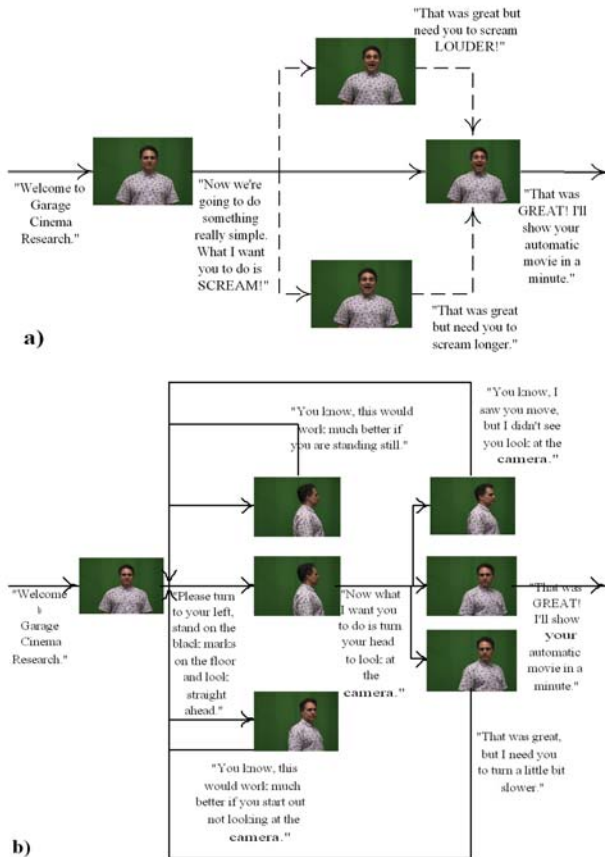 "That was great but
need you to scream
LOUDER!"
"Welcome to
Garage
Cinema
Research."
"Now we're
going to do
something
really simple.
What I want
you to do is
SCREAM!"
"That was
GREAT! I'll
show your
automatic
movie in a
minute."
"That was great
but need you to
scream longer."
a)
"You know, this would
work much better if
you are standing still."
"You know, I
saw you move,
but I didn't see
you look at the
camera."
"Welcome
Garage
Cinema
Research."
"Please turn
to your left,
stand on the
black marks
on the floor
and look
straight
ahead."
"Now what
I want you
to do is turn
your head
to look at
the
camera."
"That was
GREAT!
I'll show
your
automatic
movie in a
minute."
"You know, this
would work much
better if you start out
not looking at the
camera."
"That was great,
but I need you
to turn a little bit
slower."
b)